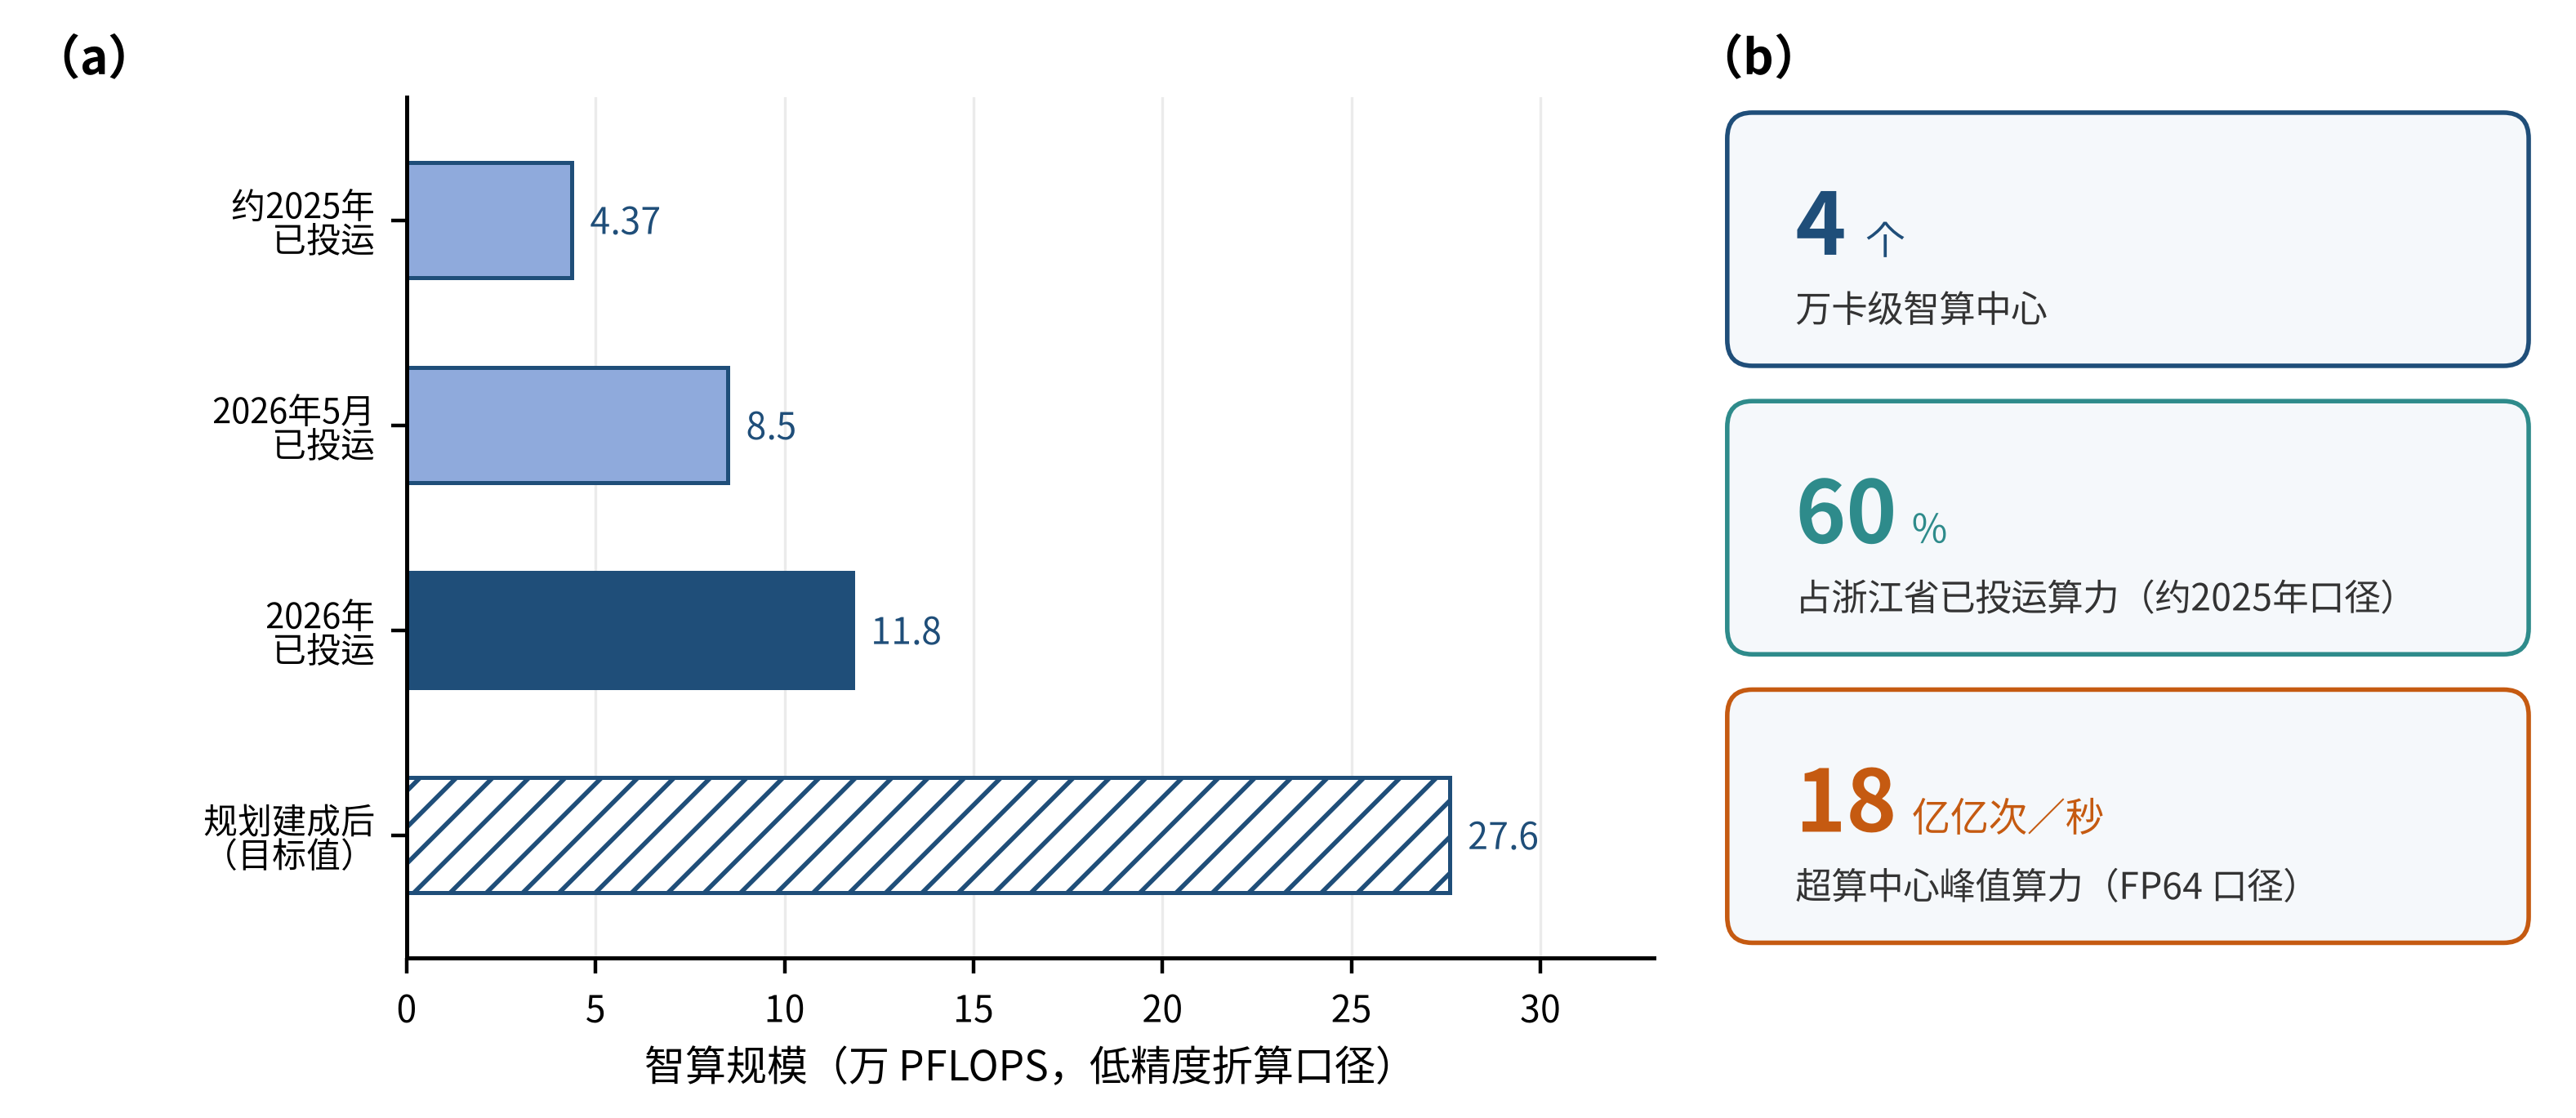 (a)
约2025年
已投运
4.37
2026年5月
已投运
8.5
2026年
已投运
11.8
规划建成后
（目标值）
27.6
0 5 10 15 20 25 30
智算规模（万 PFLOPS，低精度折算口径）
(b)
4 个
万卡级智算中心
60 %
占浙江省已投运算力（约2025年口径）
18 亿亿次／秒
超算中心峰值算力（FP64 口径）